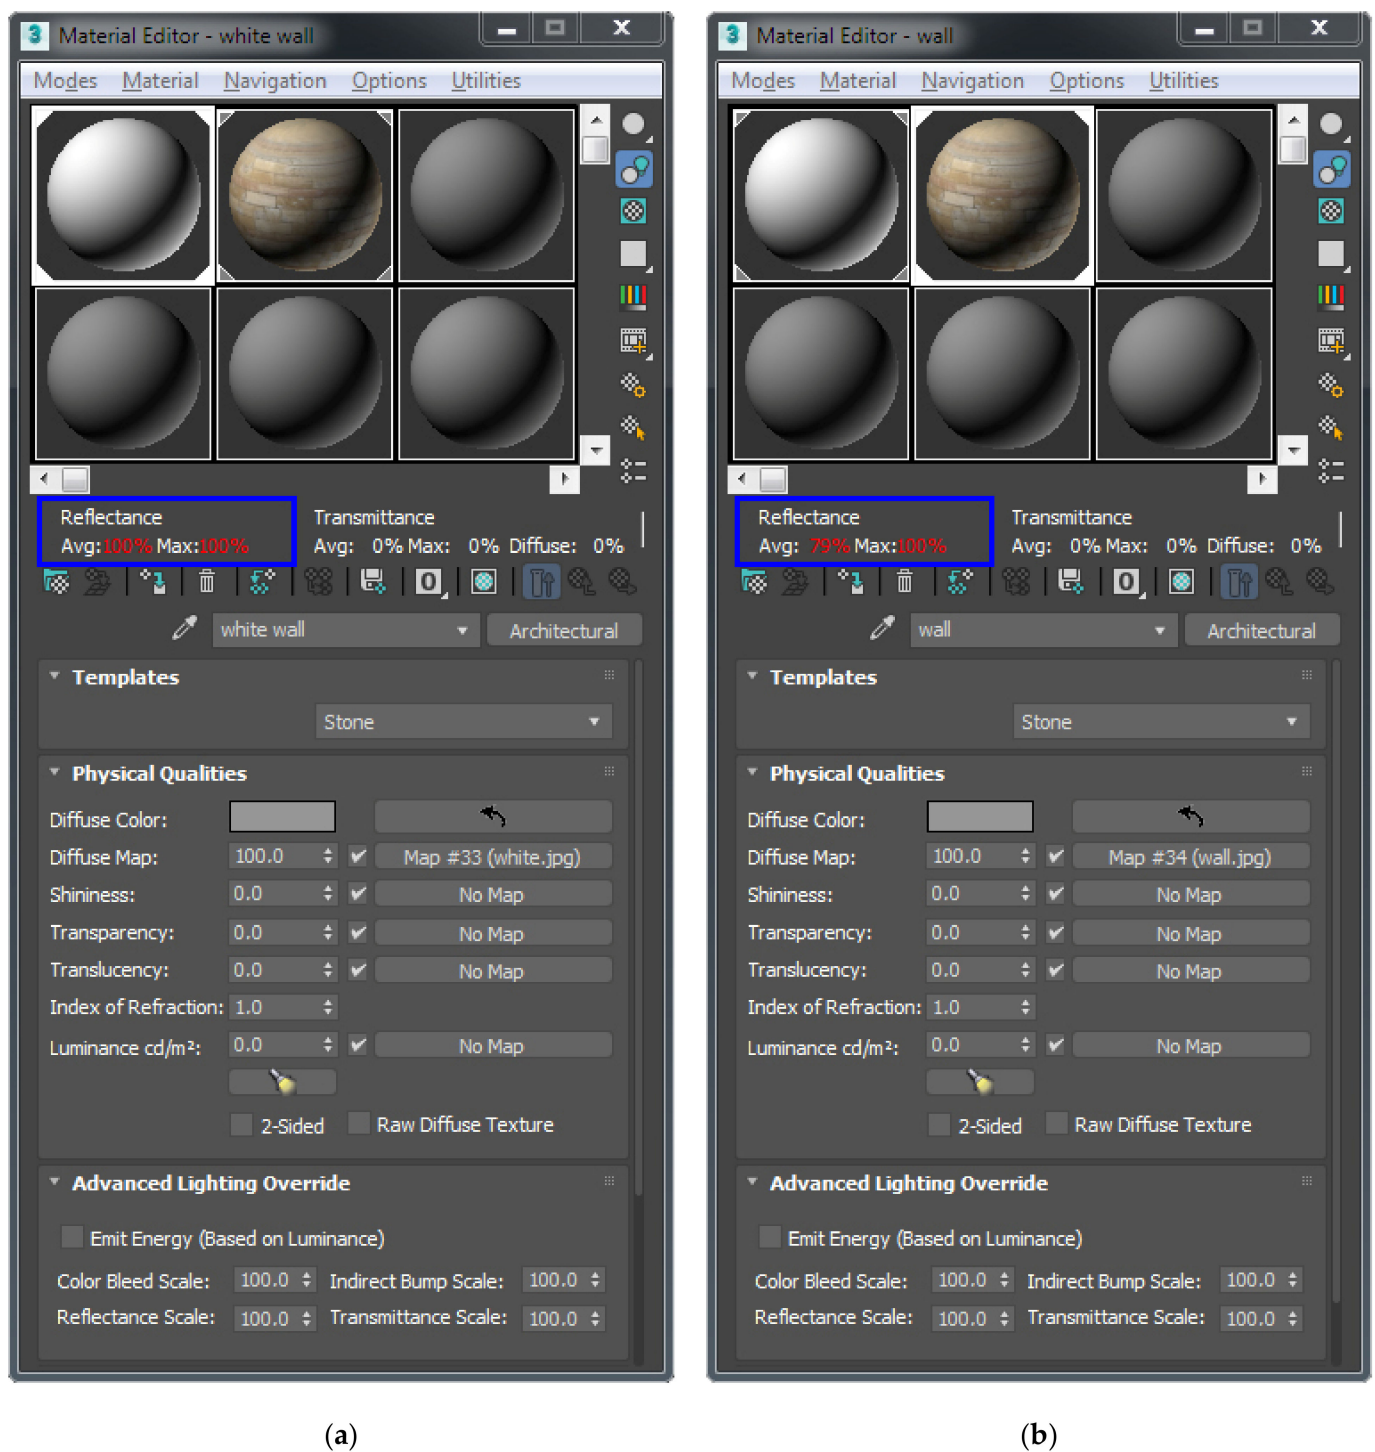 3 Material Editor - white wall X
Modes Material Navigation Options Utilities
Reflectance Transmittance
Avg:100% Max:100% Avg: 0% Max: 0% Diffuse: 0%
0
white wall Architectural
Templates
Stone
Physical Qualities
Diffuse Color:
Diffuse Map: 100.0 Map #33 (white.jpg)
Shininess: 0.0 No Map
Transparency: 0.0 No Map
Translucency: 0.0 No Map
Index of Refraction: 1.0
Luminance cd/m²: 0.0 No Map
2-Sided Raw Diffuse Texture
Advanced Lighting Override
Emit Energy (Based on Luminance)
Color Bleed Scale: 100.0 Indirect Bump Scale: 100.0
Reflectance Scale: 100.0 Transmittance Scale: 100.0
(a)
3 Material Editor - wall X
Modes Material Navigation Options Utilities
Reflectance Transmittance
Avg: 79% Max:100% Avg: 0% Max: 0% Diffuse: 0%
0
wall Architectural
Templates
Stone
Physical Qualities
Diffuse Color:
Diffuse Map: 100.0 Map #34 (wall.jpg)
Shininess: 0.0 No Map
Transparency: 0.0 No Map
Translucency: 0.0 No Map
Index of Refraction: 1.0
Luminance cd/m²: 0.0 No Map
2-Sided Raw Diffuse Texture
Advanced Lighting Override
Emit Energy (Based on Luminance)
Color Bleed Scale: 100.0 Indirect Bump Scale: 100.0
Reflectance Scale: 100.0 Transmittance Scale: 100.0
(b)